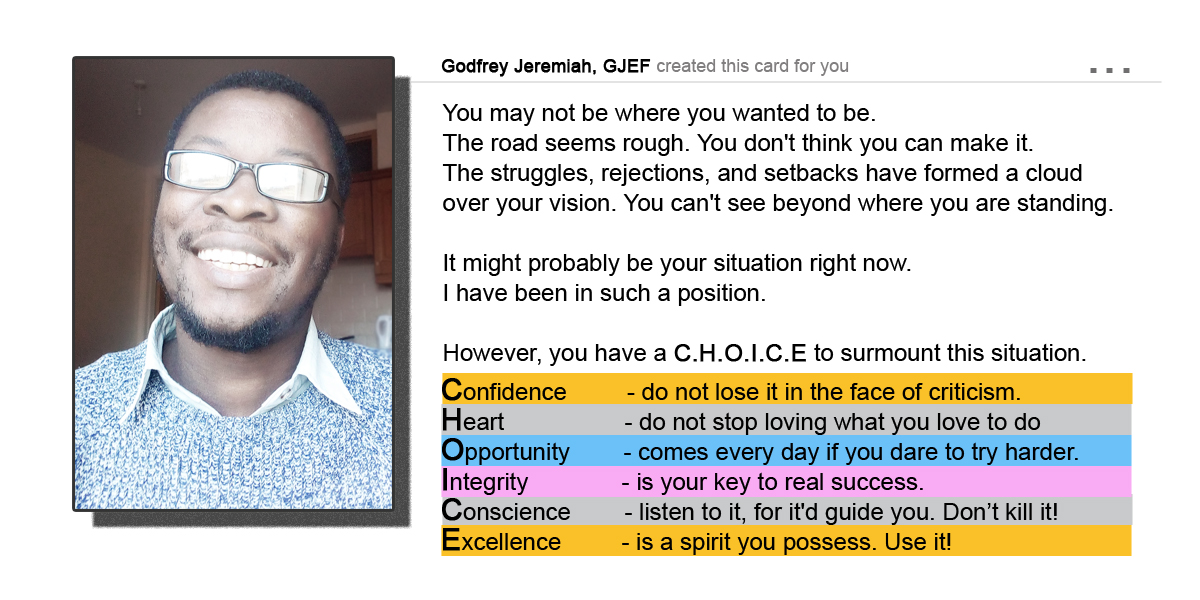 Godfrey Jeremiah, GJEF created this card for you
You may not be where you wanted to be.
The road seems rough. You don't think you can make it.
The struggles, rejections, and setbacks have formed a cloud
over your vision. You can't see beyond where you are standing.
It might probably be your situation right now.
I have been in such a position.
However, you have a C.H.O.I.C.E to surmount this situation.
Confidence - do not lose it in the face of criticism.
Heart - do not stop loving what you love to do
Opportunity - comes every day if you dare to try harder.
Integrity - is your key to real success.
Conscience - listen to it, for it'd guide you. Don’t kill it!
Excellence - is a spirit you possess. Use it!